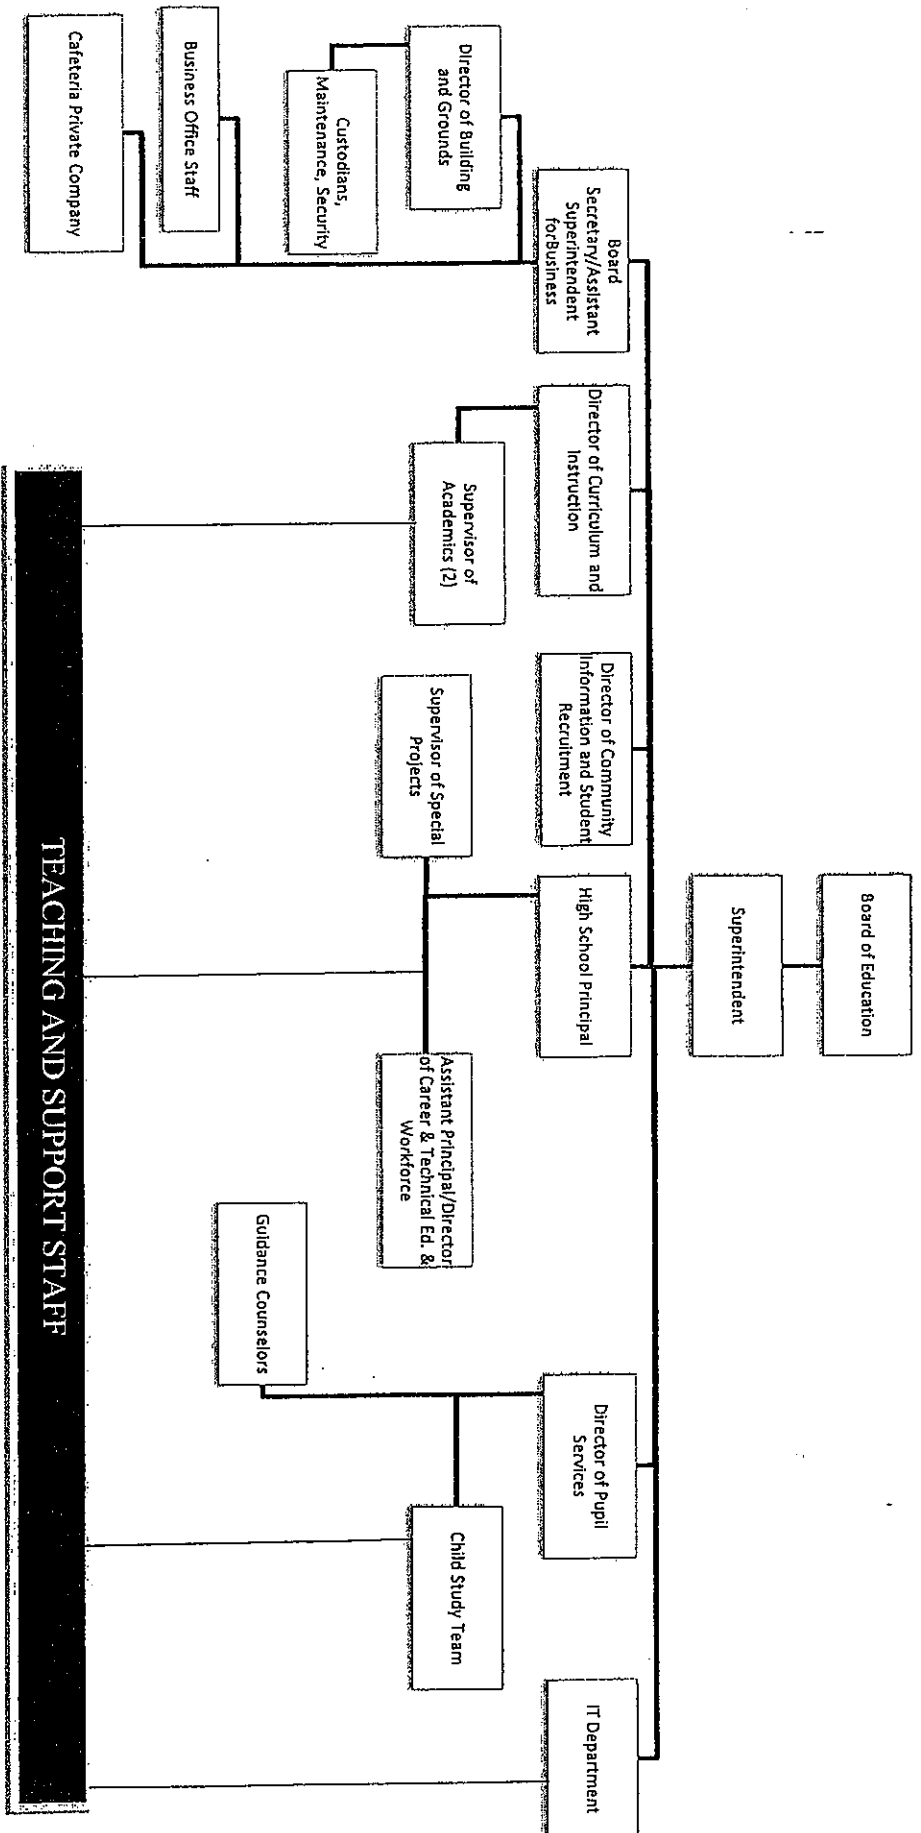 Board of Education
Superintendent
Board
Secretary/Assistant
Superintendent
forBusiness
Director of Curriculum and
Instruction
Director of Community
Information and Student
Recruitment
High School Principal
Director of Pupil
Services
IT Department
Director of Building
and Grounds
Custodians,
Maintenance, Security
Business Office Staff
Cafeteria Private Company
Supervisor of
Academics (2)
Supervisor of Special
Projects
Assistant Principal/Director
of Career & Technical Ed. &
Workforce
Guidance Counselors
Child Study Team
TEACHING AND SUPPORT STAFF